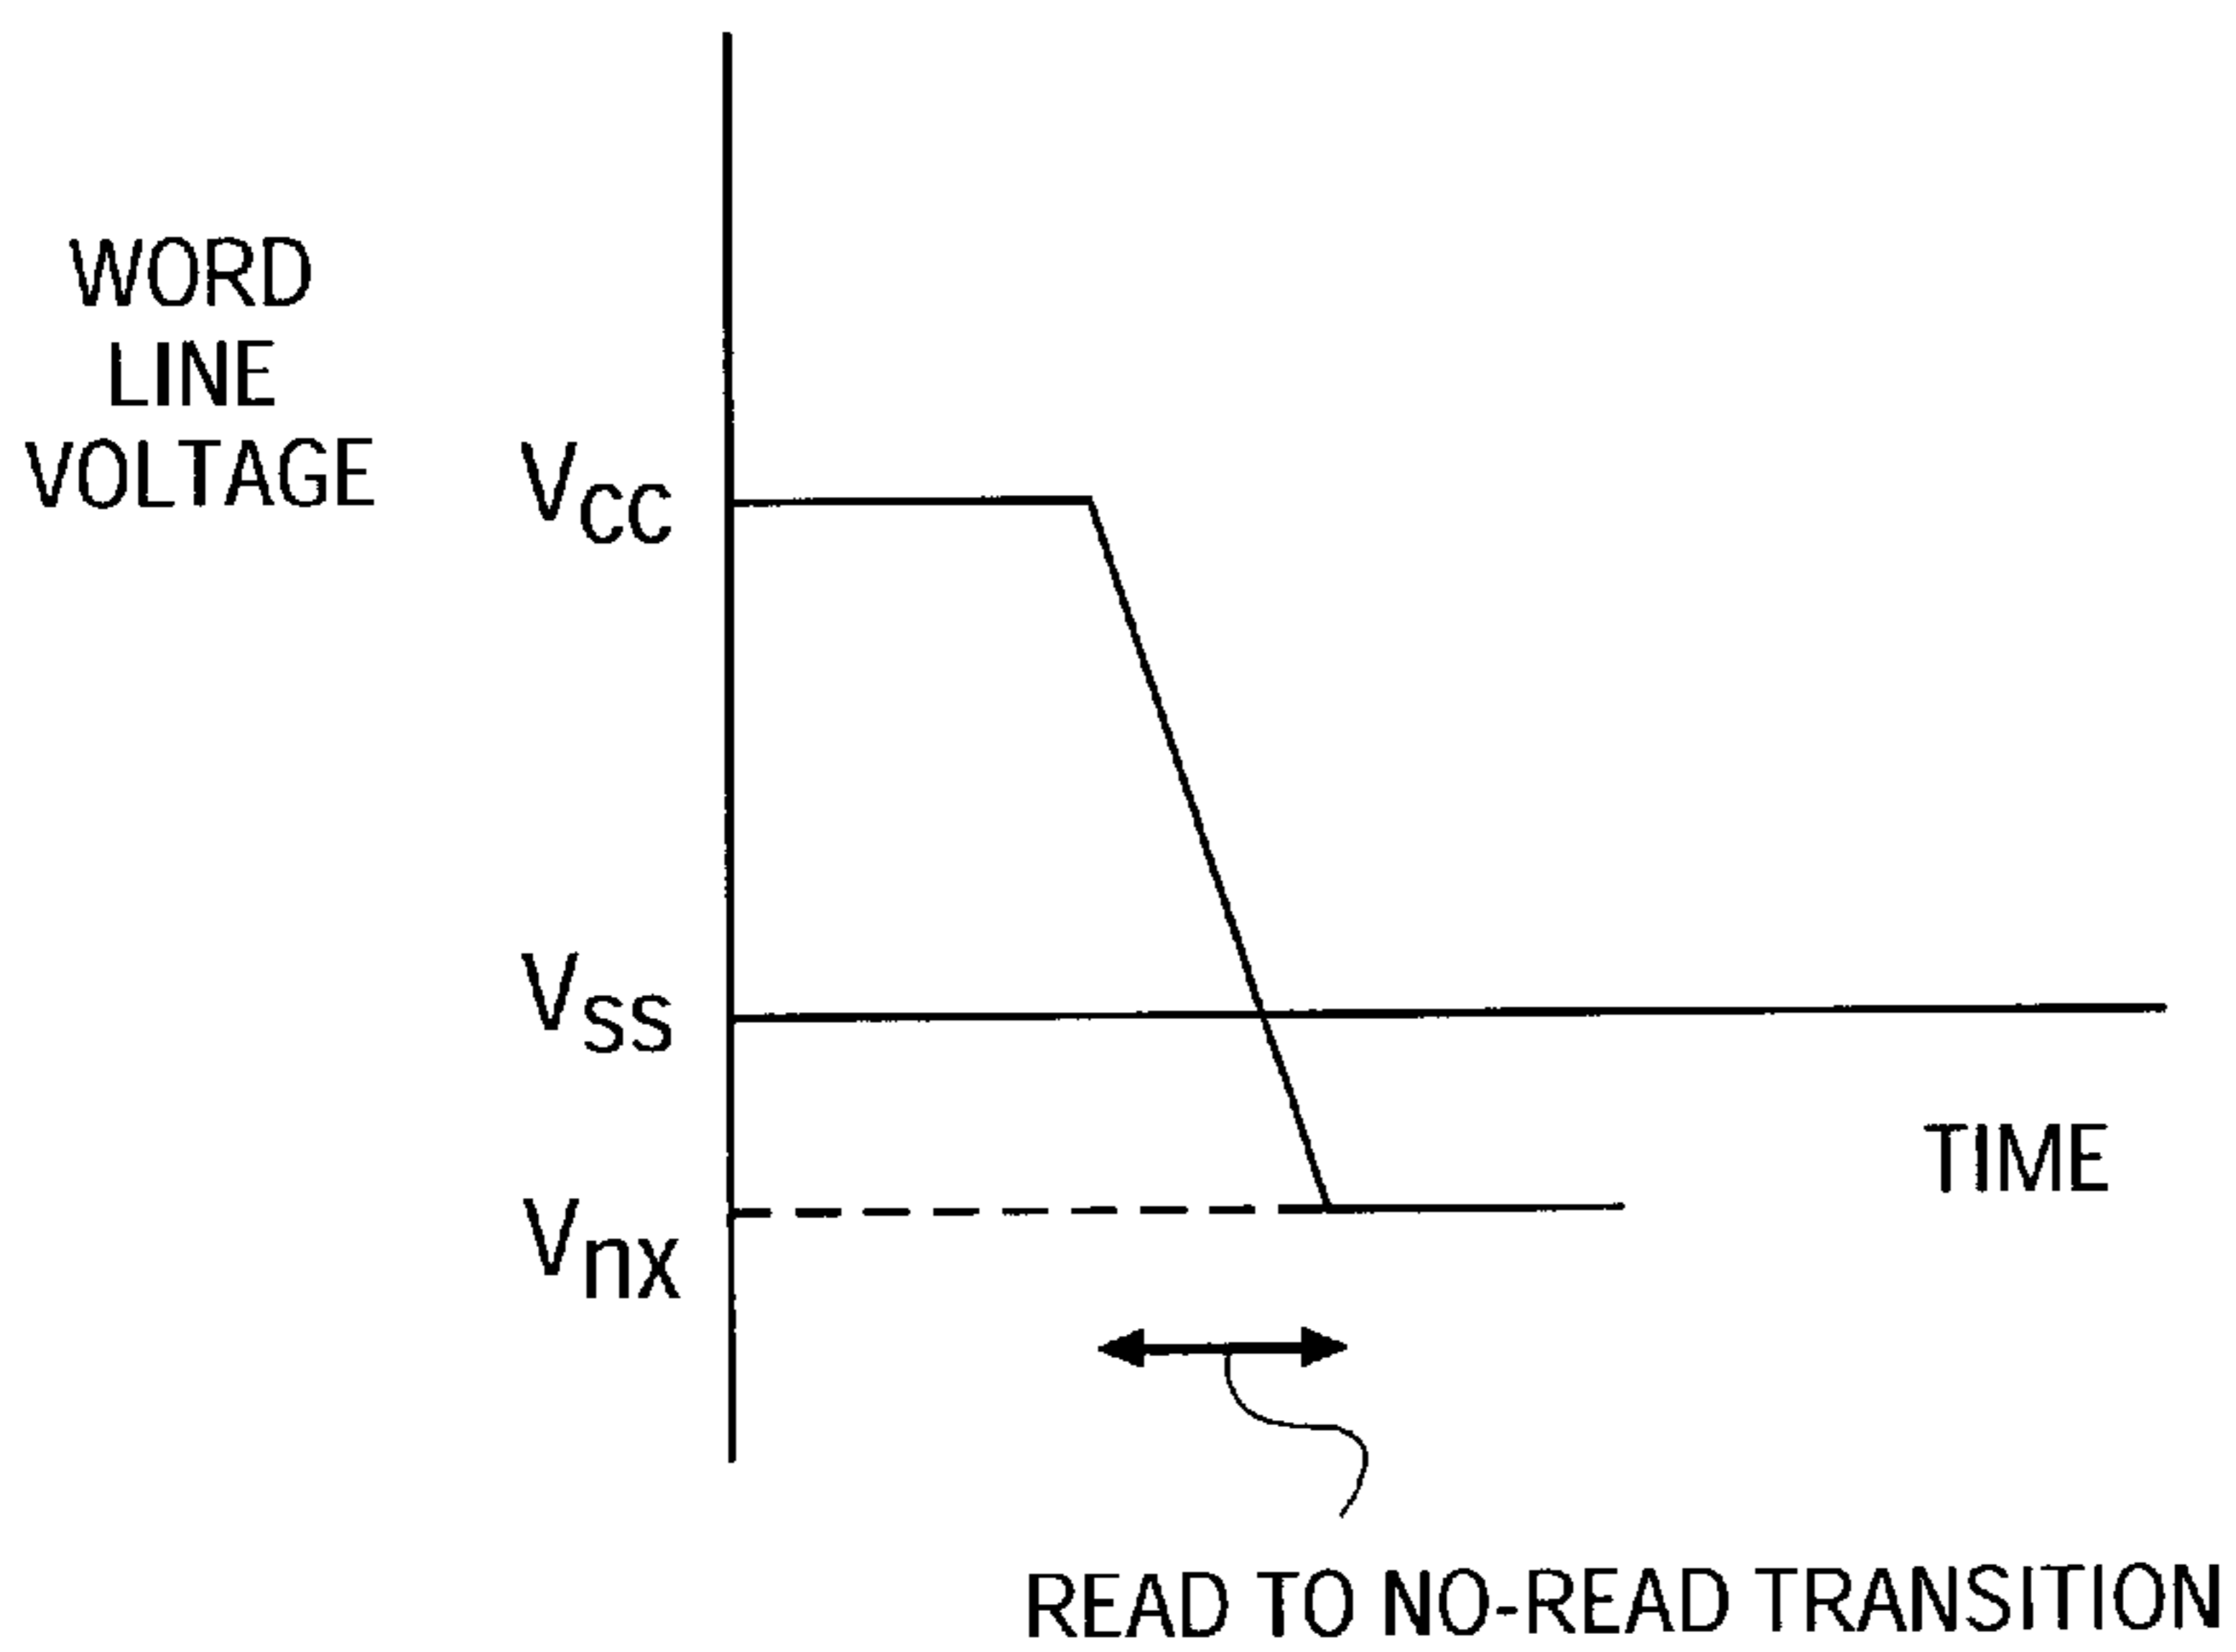 WORD
LINE
VOLTAGE
Vcc
Vss
Vnx
TIME
READ TO NO-READ TRANSITION